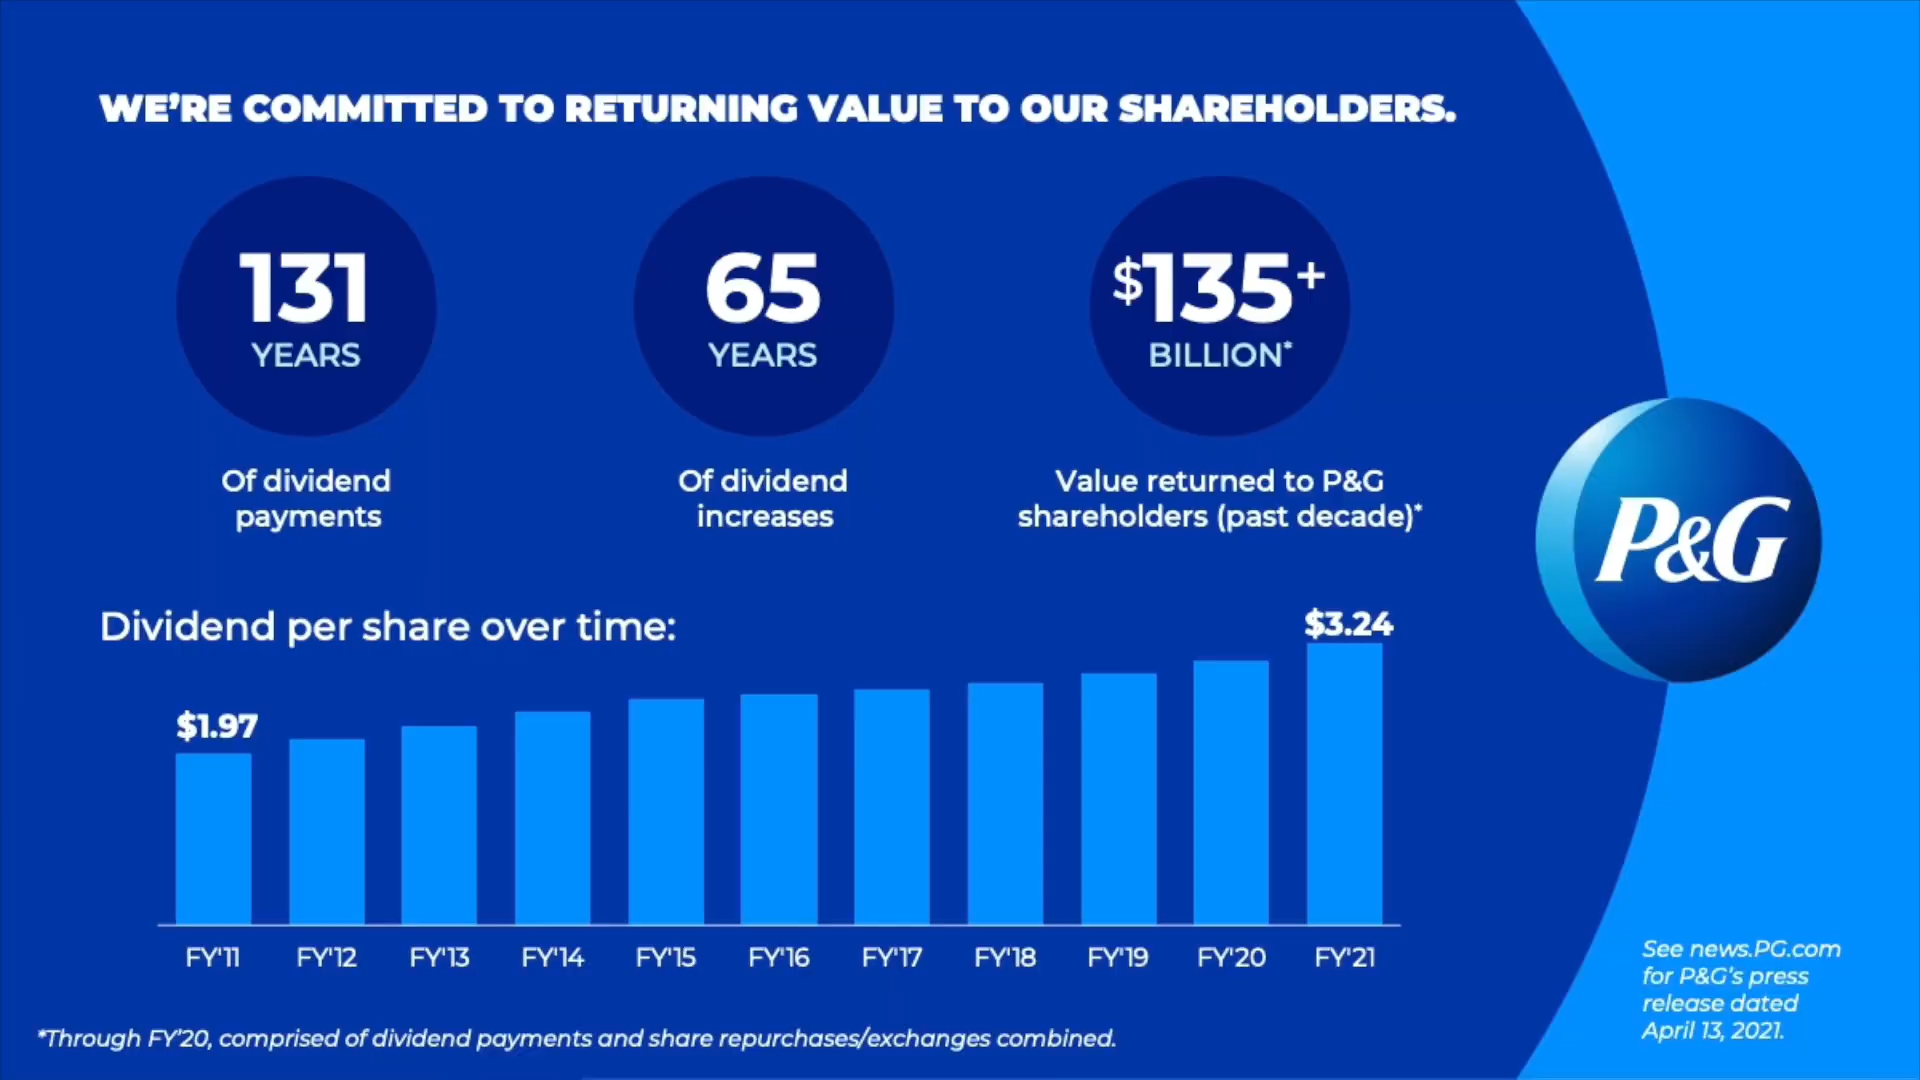 WE'RE COMMITTED TO RETURNING VALUE TO OUR SHAREHOLDERS.
131
YEARS
Of dividend
payments
65
YEARS
Of dividend
increases
$135+
BILLION*
Value returned to P&G
shareholders (past decade)*
P&G
Dividend per share over time:
$1.97
$3.24
FY'11 FY'12 FY'13 FY'14 FY'15 FY'16 FY'17 FY'18 FY'19 FY'20 FY'21
*Through FY'20, comprised of dividend payments and share repurchases/exchanges combined.
See news.PG.com
for P&G's press
release dated
April 13, 2021.